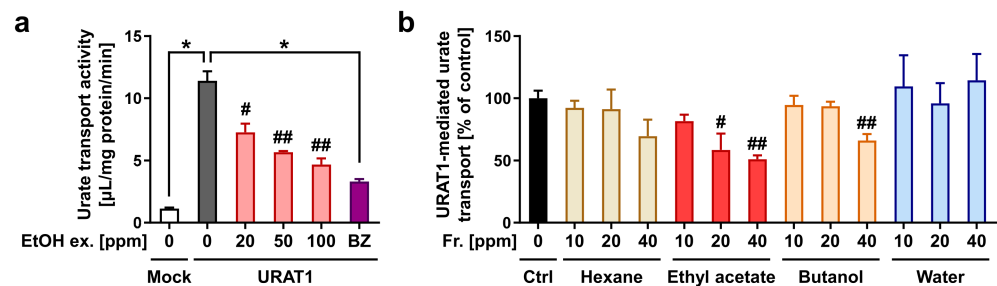 a
Urate transport activity
[µL/mg protein/min]
15
10
5
0
*
*
#
##
##
EtOH ex. [ppm]
0
0
20
50
100
BZ
Mock
URAT1
b
URAT1-mediated urate
transport [% of control]
150
100
50
0
#
##
##
Fr. [ppm]
0
10
20
40
10
20
40
10
20
40
10
20
40
Ctrl
Hexane
Ethyl acetate
Butanol
Water